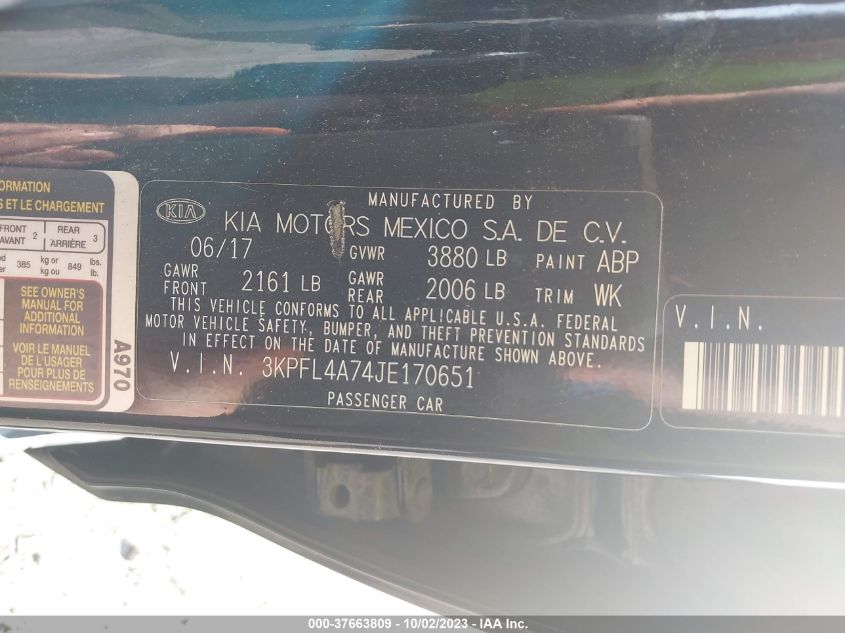 FORMATION
S ET LE CHARGEMENT
FRONT 2
AVANT
REAR 3
ARRIÈRE
385 kg or kg ou 849 lbs. lb.
SEE OWNER'S
MANUAL FOR
ADDITIONAL
INFORMATION
VOIR LE MANUEL
DE L'USAGER
POUR PLUS DE
RENSEIGNEMENTS
A970
KIA
MANUFACTURED BY
KIA MOTORS MEXICO S.A. DE C.V.
06/17 GVWR 3880 LB PAINT ABP
GAWR FRONT 2161 LB GAWR REAR 2006 LB TRIM WK
THIS VEHICLE CONFORMS TO ALL APPLICABLE U.S.A. FEDERAL
MOTOR VEHICLE SAFETY, BUMPER, AND THEFT PREVENTION STANDARDS
IN EFFECT ON THE DATE OF MANUFACTURE SHOWN ABOVE.
V.I.N. 3KPFL4A74JE170651
PASSENGER CAR
V.I.N.
000-37663809 - 10/02/2023 - IAA Inc.